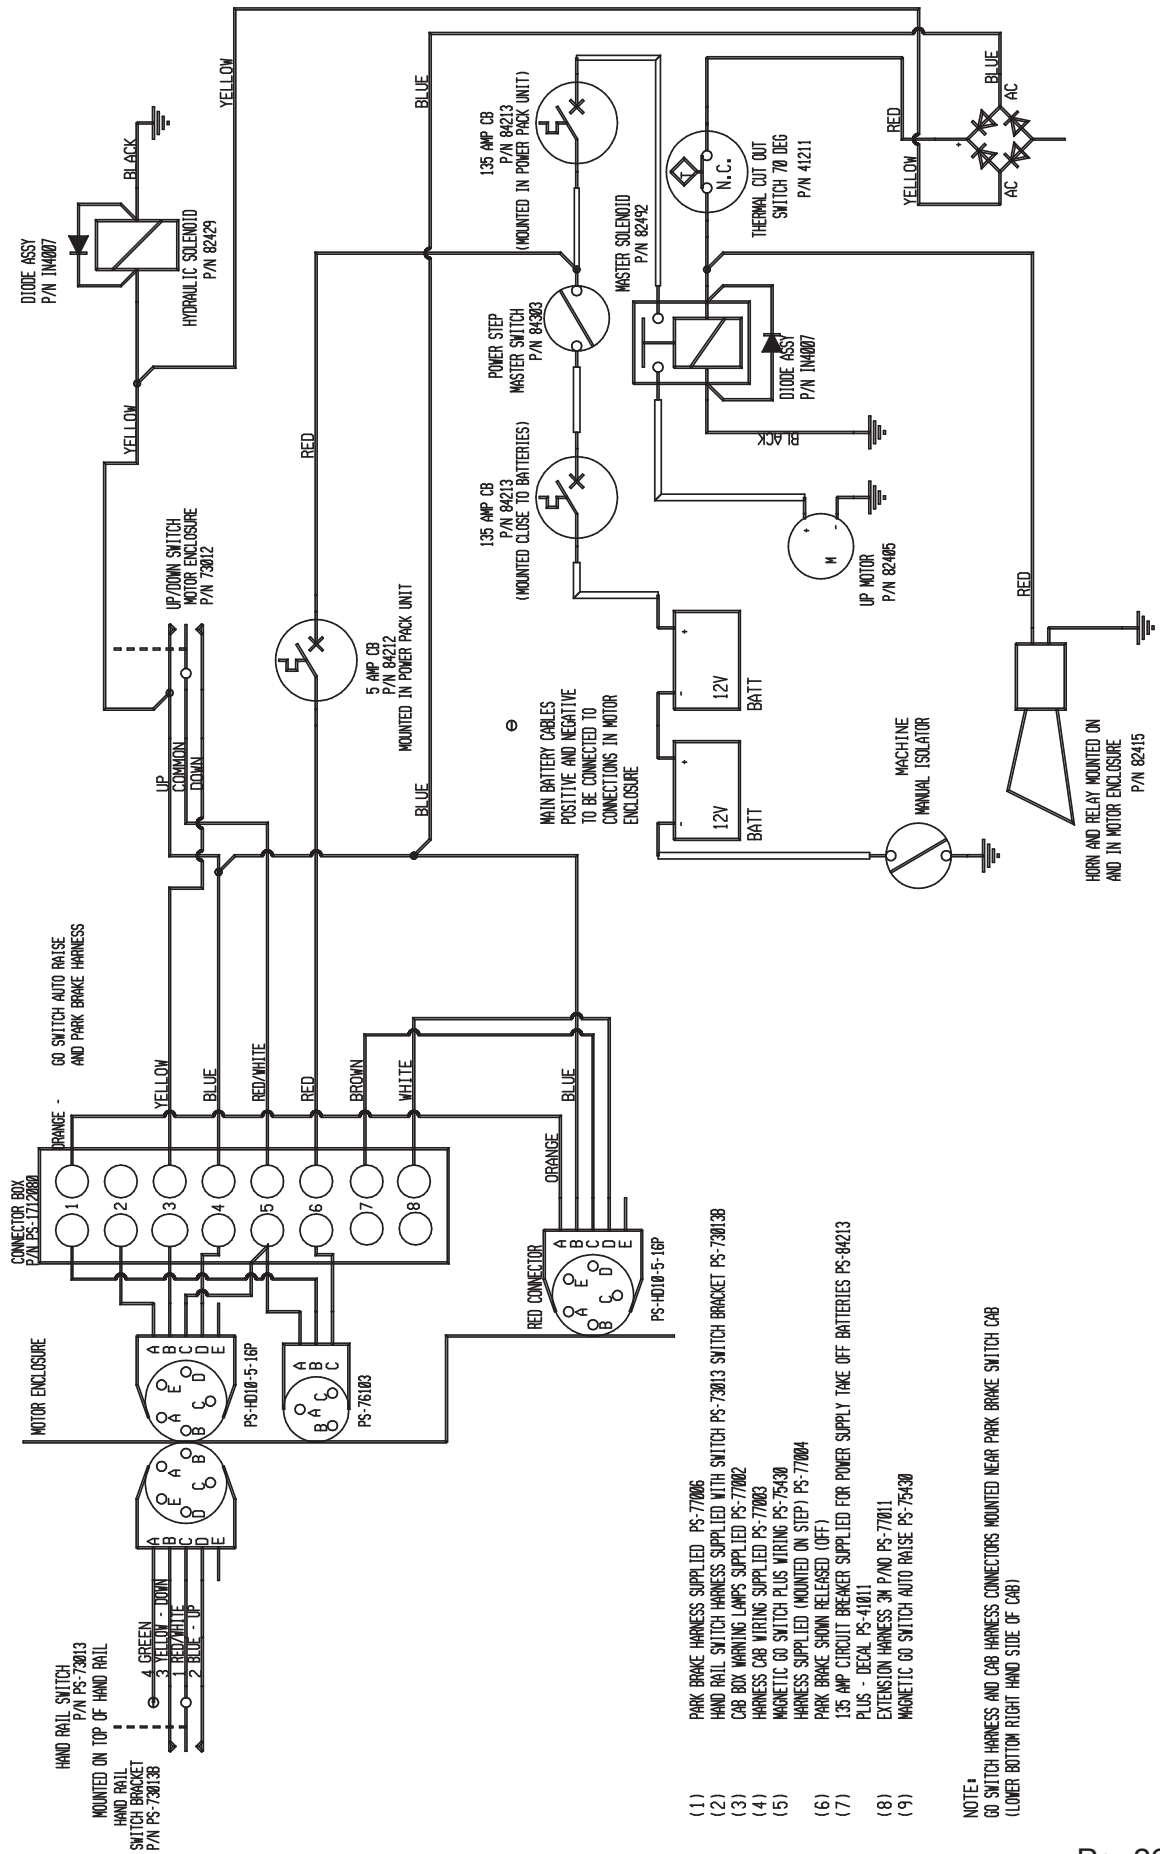 DIODE ASSY
P/N IN4007
BLACK
HYDRAULIC SOLENOID
P/N 82429
YELLOW
YELLOW
BLUE
135 AMP CB
P/N 84213
(MOUNTED IN POWER PACK UNIT)
THERMAL CUT OUT
SWITCH 70 DEG
P/N 41211
T
N.C.
RED
YELLOW
BLUE
AC
AC
+
MASTER SOLENOID
P/N 82492
POWER STEP
MASTER SWITCH
P/N 84303
DIODE ASSY
P/N IN4007
BLACK
RED
135 AMP CB
P/N 84213
(MOUNTED CLOSE TO BATTERIES)
UP MOTOR
P/N 82405
M
+
-
UP/DOWN SWITCH
MOTOR ENCLOSURE
P/N 73012
UP
COMMON
DOWN
5 AMP CB
P/N 84212
MOUNTED IN POWER PACK UNIT
BLUE
MAIN BATTERY CABLES
POSITIVE AND NEGATIVE
TO BE CONNECTED TO
CONNECTIONS IN MOTOR
ENCLOSURE
12V
BATT
+
-
12V
BATT
+
-
MACHINE
MANUAL ISOLATOR
RED
HORN AND RELAY MOUNTED ON
AND IN MOTOR ENCLOSURE
P/N 82415
GO SWITCH AUTO RAISE
AND PARK BRAKE HARNESS
ORANGE -
YELLOW
BLUE
RED/WHITE
RED
BROWN
WHITE
CONNECTOR BOX
P/N PS-1712080
1
2
3
4
5
6
7
8
ORANGE
BLUE
RED CONNECTOR
A
B
C
D
E
A
B
C
D
E
PS-HD10-5-16P
MOTOR ENCLOSURE
A
B
C
D
E
A
B
C
D
E
PS-HD10-5-16P
A
B
C
A
B
C
PS-76103
A
B
C
D
E
A
B
C
D
E
4 GREEN
3 YELLOW - DOWN
1 RED/WHITE
2 BLUE - UP
HAND RAIL SWITCH
P/N PS-73013
MOUNTED ON TOP OF HAND RAIL
HAND RAIL
SWITCH BRACKET
P/N PS-73013B
(1) PARK BRAKE HARNESS SUPPLIED PS-77006
(2) HAND RAIL SWITCH HARNESS SUPPLIED WITH SWITCH PS-73013 SWITCH BRACKET PS-73013B
(3) CAB BOX WARNING LAMPS SUPPLIED PS-77002
(4) HARNESS CAB WIRING SUPPLIED PS-77003
(5) MAGNETIC GO SWITCH PLUS WIRING PS-75430
HARNESS SUPPLIED (MOUNTED ON STEP) PS-77004
(6) PARK BRAKE SHOWN RELEASED (OFF)
(7) 135 AMP CIRCUIT BREAKER SUPPLIED FOR POWER SUPPLY TAKE OFF BATTERIES PS-84213
PLUS - DECAL PS-41011
(8) EXTENSION HARNESS 3M P/NO PS-77011
(9) MAGNETIC GO SWITCH AUTO RAISE PS-75430
NOTE:
GO SWITCH HARNESS AND CAB HARNESS CONNECTORS MOUNTED NEAR PARK BRAKE SWITCH CAB
(LOWER BOTTOM RIGHT HAND SIDE OF CAB)